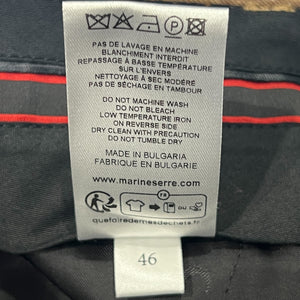 PAS DE LAVAGE EN MACHINE
BLANCHIMENT INTERDIT
REPASSAGE À BASSE TEMPÉRATURE
SUR L'ENVERS
NETTOYAGE À SEC MODÉRÉ
PAS DE SÉCHAGE EN TAMBOUR
DO NOT MACHINE WASH
DO NOT BLEACH
LOW TEMPERATURE IRON
ON REVERSE SIDE
DRY CLEAN WITH PRECAUTION
DO NOT TUMBLE DRY
MADE IN BULGARIA
FABRIQUE EN BULGARIE
www.marineserre.com
FR
ou
quefairedemesdechets.fr
46